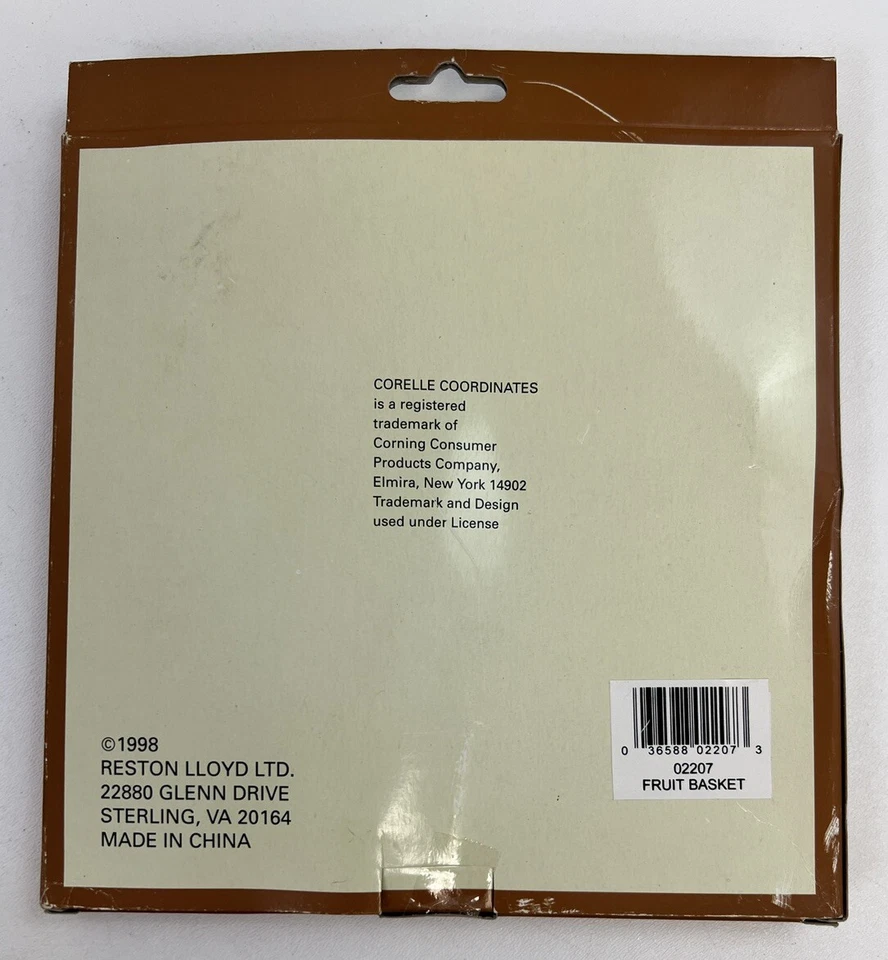 CORELLE COORDINATES
is a registered
trademark of
Corning Consumer
Products Company,
Elmira, New York 14902
Trademark and Design
used under License
©1998
RESTON LLOYD LTD.
22880 GLENN DRIVE
STERLING, VA 20164
MADE IN CHINA
0 36588 02207 3
02207
FRUIT BASKET